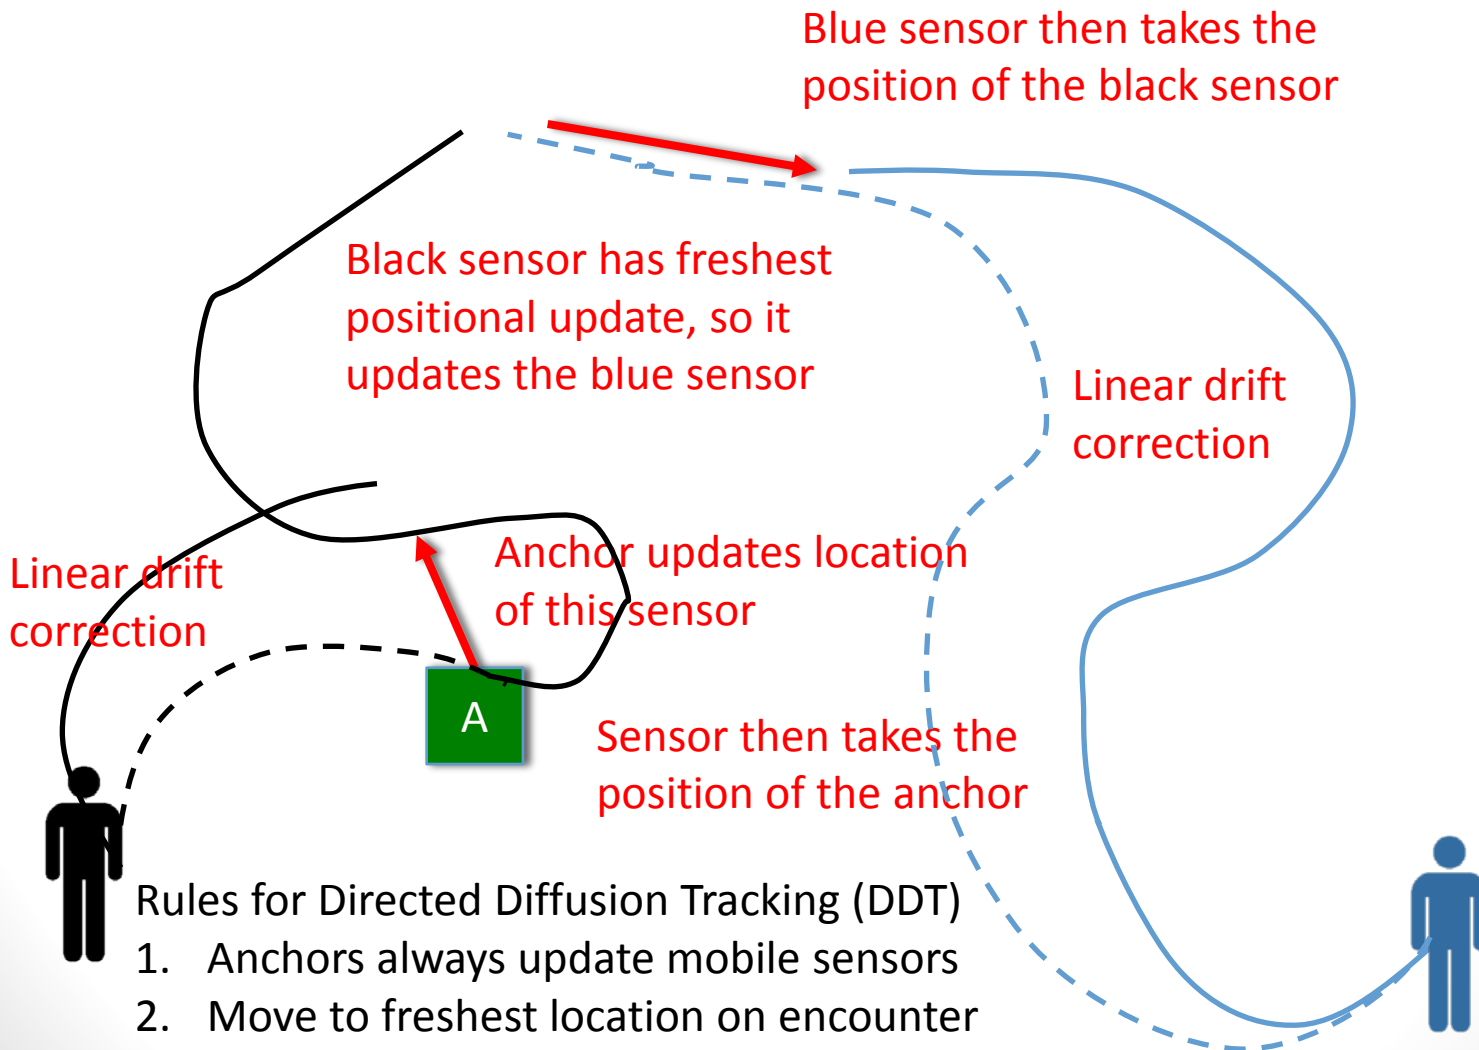 Blue sensor then takes the
position of the black sensor
Black sensor has freshest
positional update, so it
updates the blue sensor
Linear drift
correction
Anchor updates location
of this sensor
Linear drift
correction
A
Sensor then takes the
position of the anchor
Rules for Directed Diffusion Tracking (DDT)
1. Anchors always update mobile sensors
2. Move to freshest location on encounter